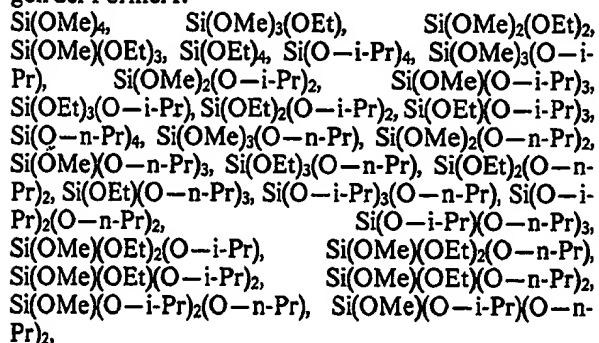 Si(OMe)₄, Si(OMe)₃(OEt), Si(OMe)₂(OEt)₂,
Si(OMe)(OEt)₃, Si(OEt)₄, Si(O—i-Pr)₄, Si(OMe)₃(O—i-
Pr), Si(OMe)₂(O—i-Pr)₂, Si(OMe)(O—i-Pr)₃,
Si(OEt)₃(O—i-Pr), Si(OEt)₂(O—i-Pr)₂, Si(OEt)(O—i-Pr)₃,
Si(O—n-Pr)₄, Si(OMe)₃(O—n-Pr), Si(OMe)₂(O—n-Pr)₂,
Si(OMe)(O—n-Pr)₃, Si(OEt)₃(O—n-Pr), Si(OEt)₂(O—n-
Pr)₂, Si(OEt)(O—n-Pr)₃, Si(O—i-Pr)₃(O—n-Pr), Si(O—i-
Pr)₂(O—n-Pr)₂, Si(O—i-Pr)(O—n-Pr)₃,
Si(OMe)(OEt)₂(O—i-Pr), Si(OMe)(OEt)₂(O—n-Pr),
Si(OMe)(OEt)(O—i-Pr)₂, Si(OMe)(OEt)(O—n-Pr)₂,
Si(OMe)(O—i-Pr)₂(O—n-Pr), Si(OMe)(O—i-Pr)(O—n-
Pr)₂,